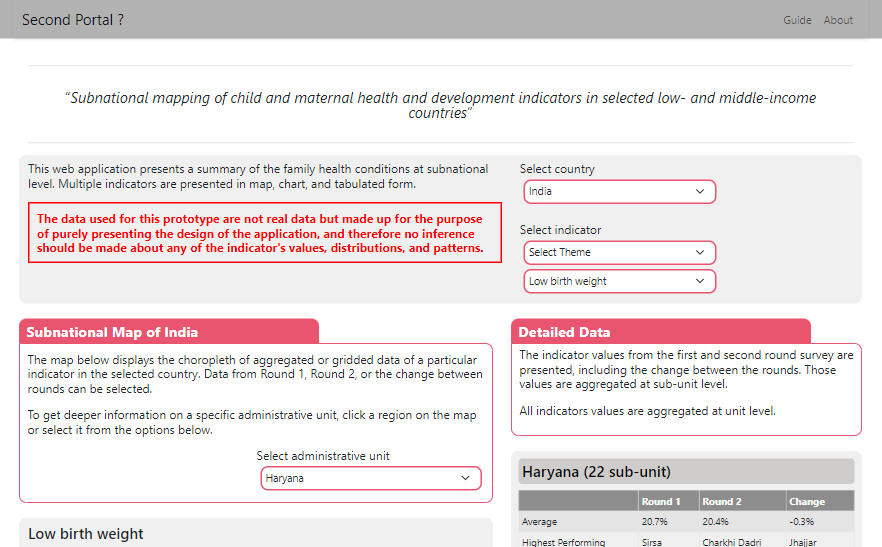 Second Portal ?
Guide About
“Subnational mapping of child and maternal health and development indicators in selected low- and middle-income
countries”
This web application presents a summary of the family health conditions at subnational
level. Multiple indicators are presented in map, chart, and tabulated form.
The data used for this prototype are not real data but made up for the purpose
of purely presenting the design of the application, and therefore no inference
should be made about any of the indicator's values, distributions, and patterns.
Select country
India
Select indicator
Select Theme
Low birth weight
Subnational Map of India
The map below displays the choropleth of aggregated or gridded data of a particular
indicator in the selected country. Data from Round 1, Round 2, or the change between
rounds can be selected.
To get deeper information on a specific administrative unit, click a region on the map
or select it from the options below.
Select administrative unit
Haryana
Low birth weight
Detailed Data
The indicator values from the first and second round survey are
presented, including the change between the rounds. Those
values are aggregated at sub-unit level.
All indicators values are aggregated at unit level.
Haryana (22 sub-unit)
Round 1 Round 2 Change
Average 20.7% 20.4% -0.3%
Highest Performing Sirsa Charkhi Dadri Jhajjar